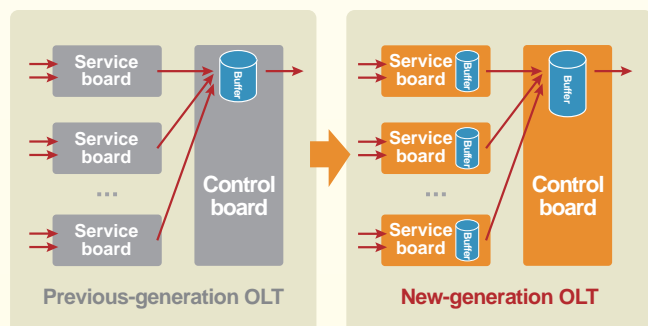 Service
board
Buffer
Service
board
...
Service
board
Control
board
Previous-generation OLT
Service
board
Buffer
Buffer
Service
board
Buffer
...
Service
board
Buffer
Control
board
New-generation OLT